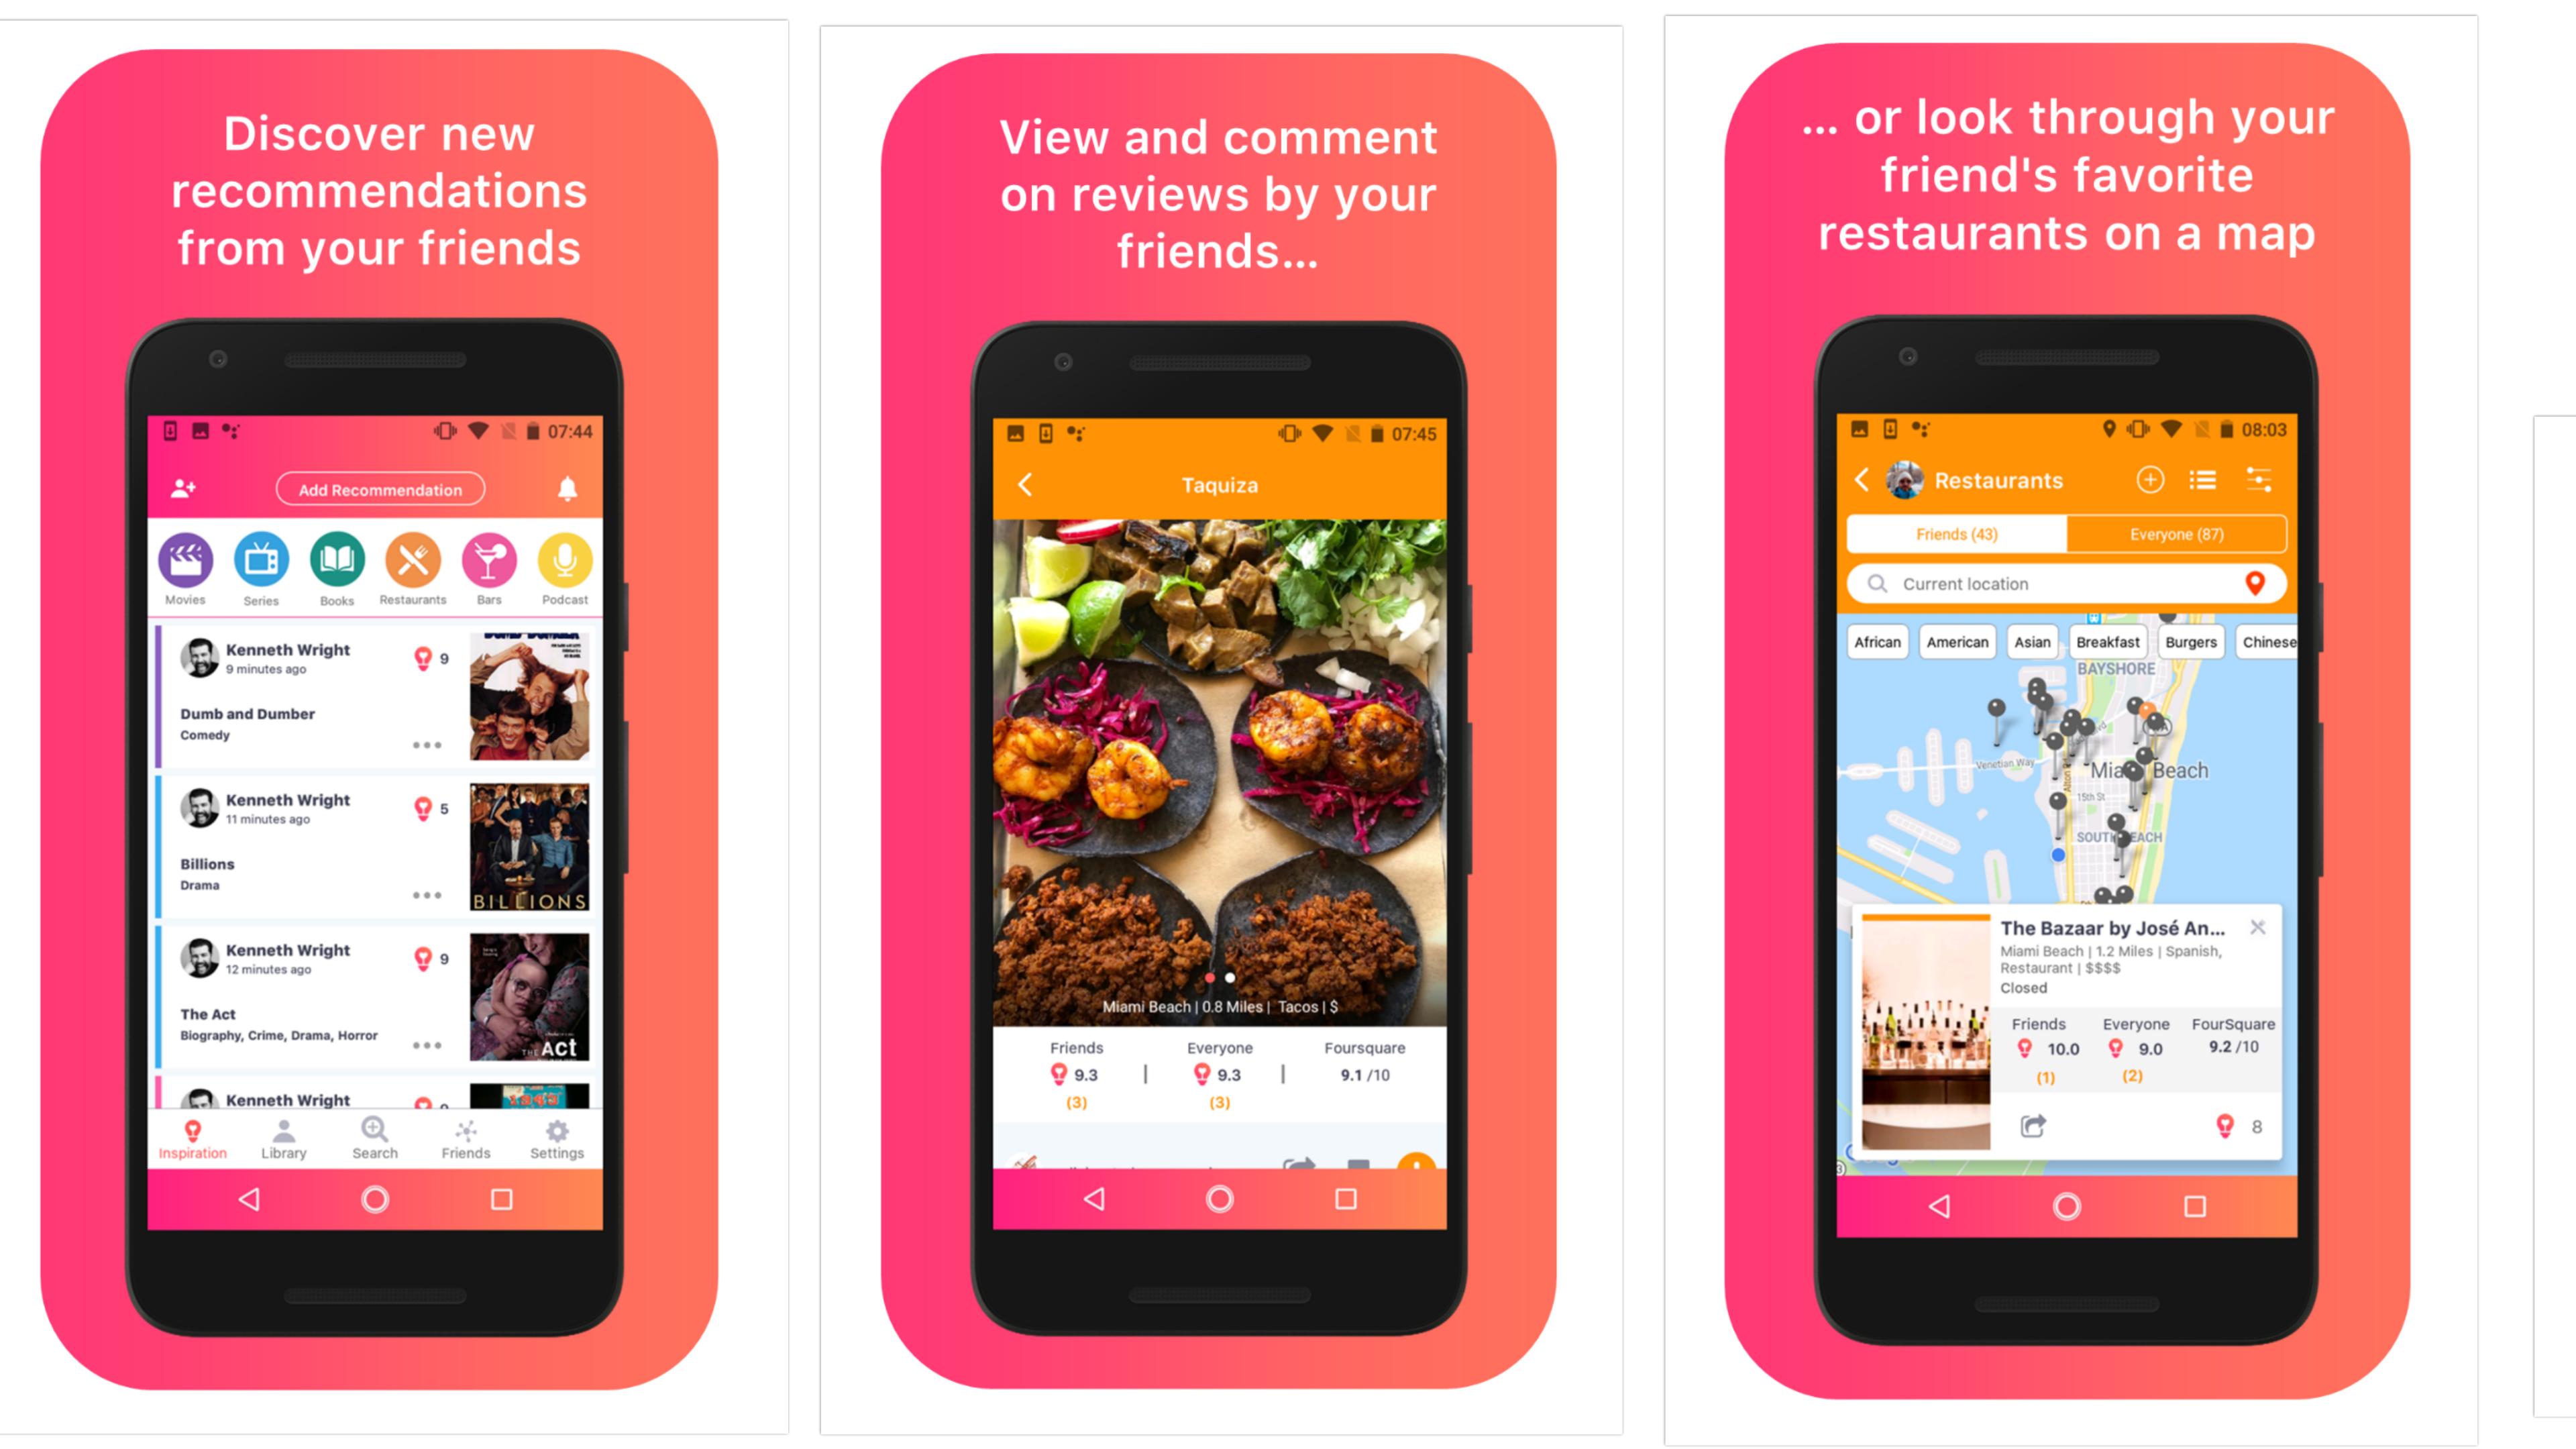 Discover new
recommendations
from your friends
07:44
Add Recommendation
Movies Series Books Restaurants Bars Podcast
Kenneth Wright
9 minutes ago
9
Dumb and Dumber
Comedy
Kenneth Wright
11 minutes ago
5
Billions
Drama
BILLIONS
Kenneth Wright
12 minutes ago
9
The Act
Biography, Crime, Drama, Horror
THE ACT
Kenneth Wright
Inspiration Library Search Friends Settings
View and comment
on reviews by your
friends...
07:45
Taquiza
Miami Beach | 0.8 Miles | Tacos | $
Friends Everyone Foursquare
9.3 | 9.3 | 9.1 /10
(3) (3)
... or look through your
friend's favorite
restaurants on a map
08:03
Restaurants
Friends (43) Everyone (87)
Current location
African American Asian Breakfast Burgers Chinese
BAYSHORE
Venetian Way
Beach
15th St
The Bazaar by José An...
Miami Beach | 1.2 Miles | Spanish,
Restaurant | $$$$
Closed
Friends Everyone FourSquare
10.0 9.0 9.2 /10
(1) (2)
8